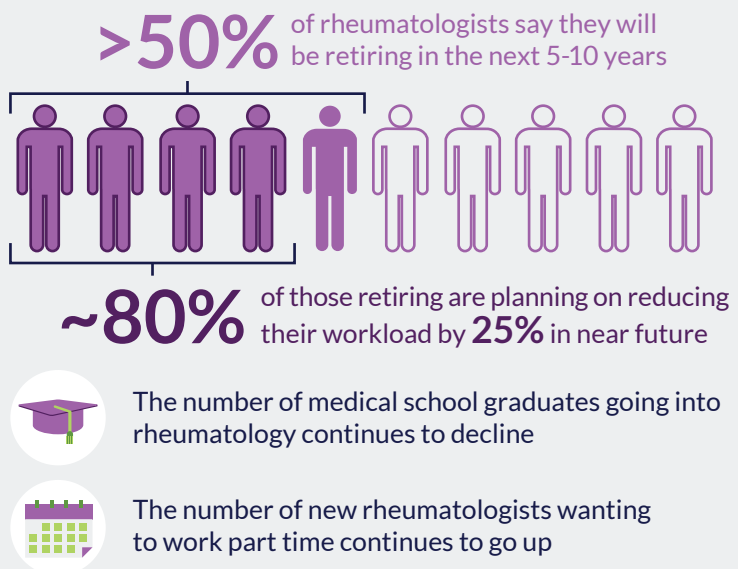 >50% of rheumatologists say they will
be retiring in the next 5-10 years
~80% of those retiring are planning on reducing
their workload by 25% in near future
The number of medical school graduates going into
rheumatology continues to decline
The number of new rheumatologists wanting
to work part time continues to go up